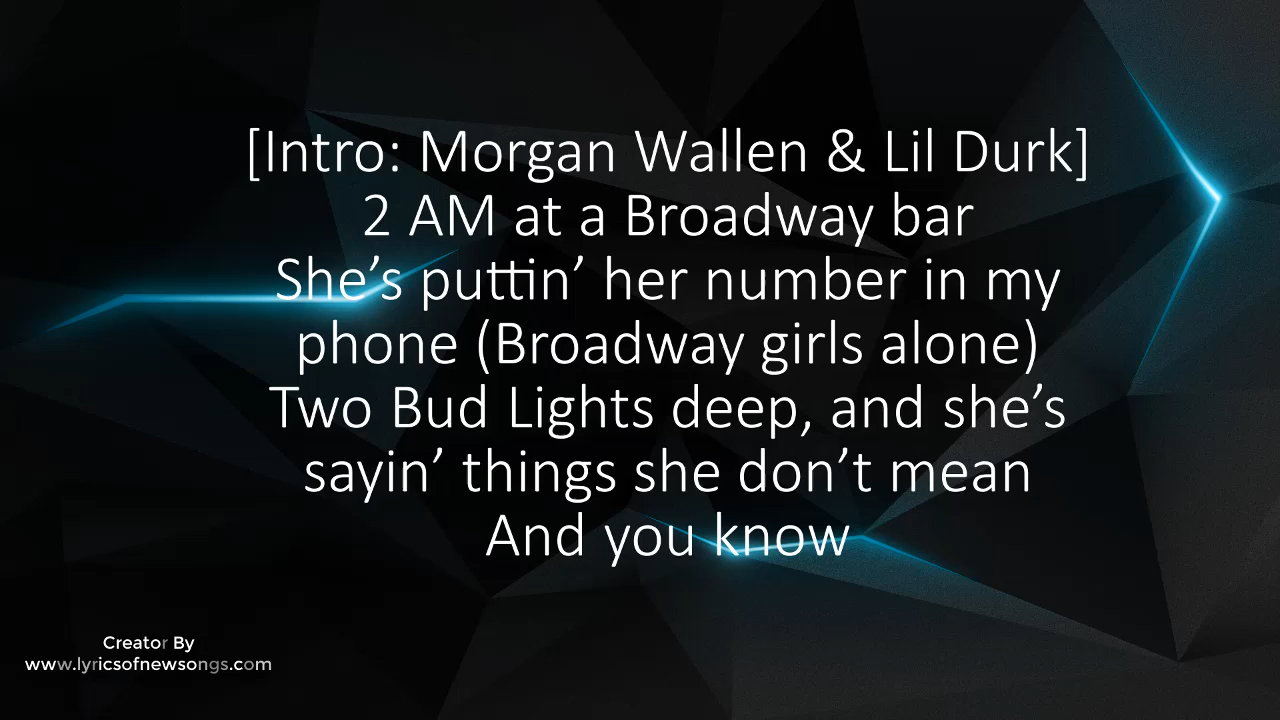 [Intro: Morgan Wallen & Lil Durk]
2 AM at a Broadway bar
She’s puttin’ her number in my
phone (Broadway girls alone)
Two Bud Lights deep, and she’s
sayin’ things she don’t mean
And you know
Creator By
www.lyricsofnewsongs.com